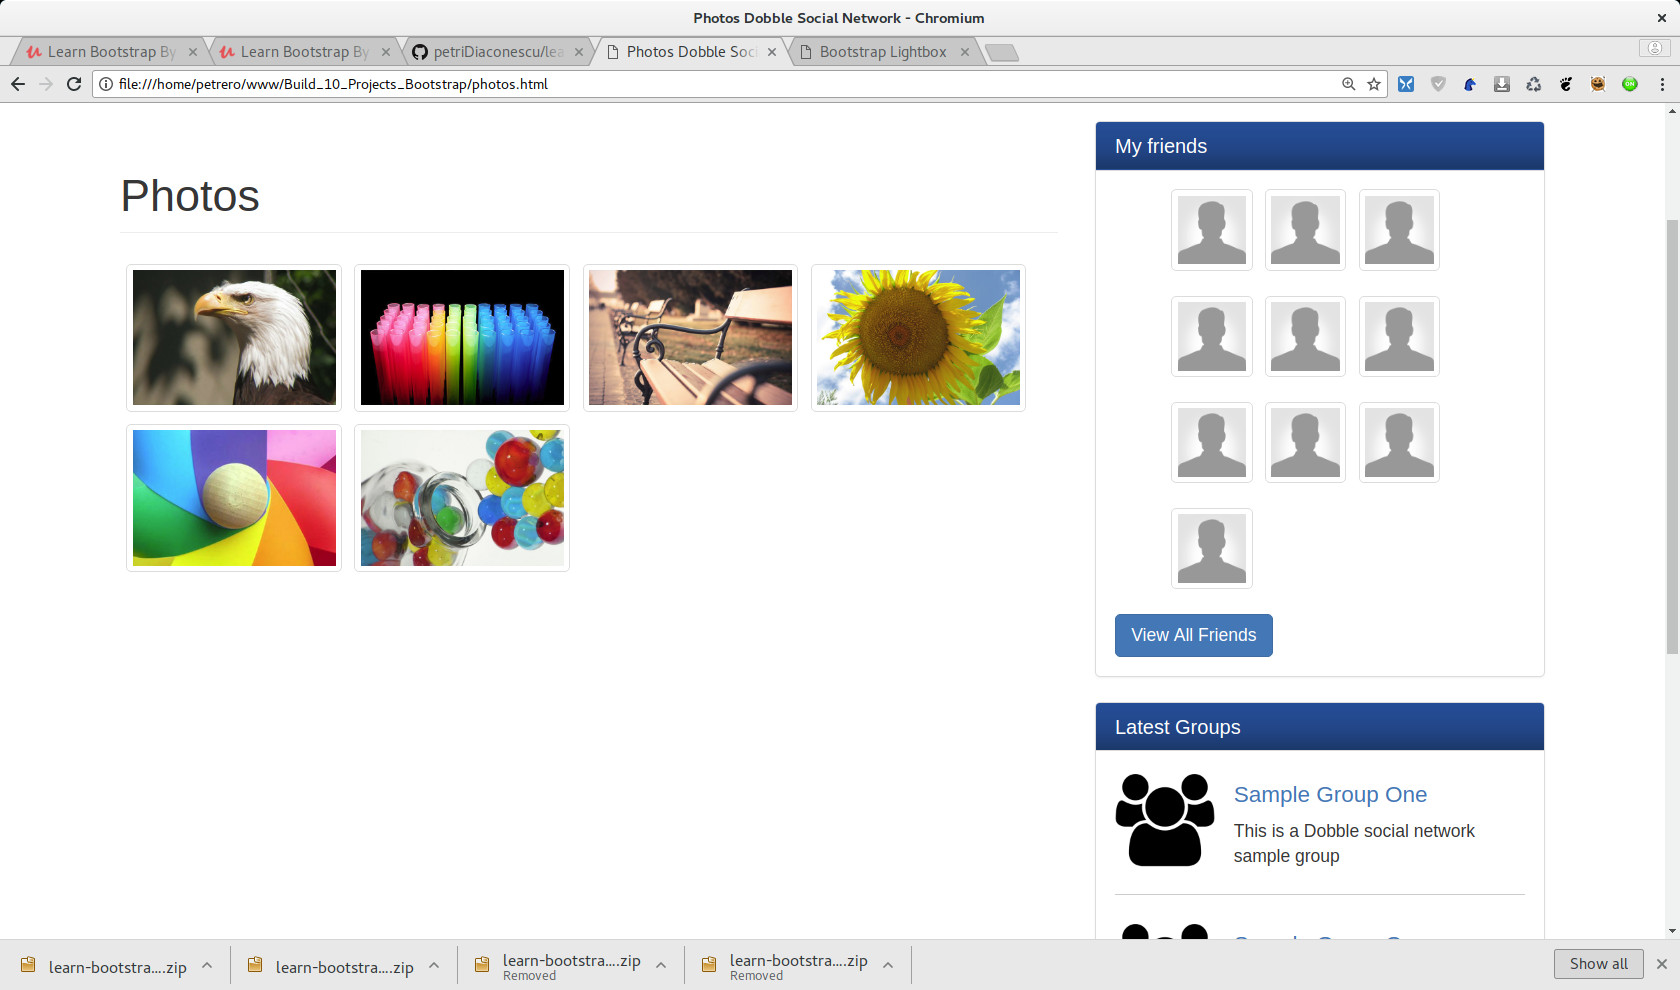 Photos Dobble Social Network - Chromium
Learn Bootstrap By
Learn Bootstrap By
petriDiaconescu/lea
Photos Dobble Soc
Bootstrap Lightbox
file:///home/petrero/www/Build_10_Projects_Bootstrap/photos.html
ON
Photos
My friends
View All Friends
Latest Groups
Sample Group One
This is a Dobble social network
sample group
learn-bootstra....zip
learn-bootstra....zip
learn-bootstra....zip
Removed
learn-bootstra....zip
Removed
Show all